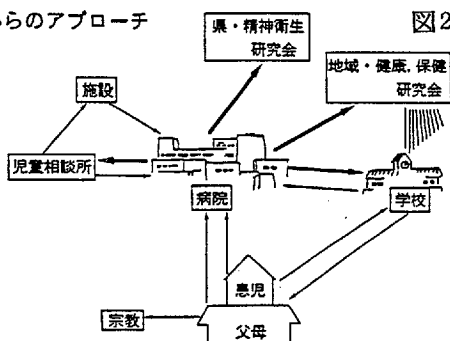 らのアプローチ
図2
県・精神衛生
研究会
地域・健康,保健
研究会
施設
児童相談所
病院
学校
患児
父母
宗教